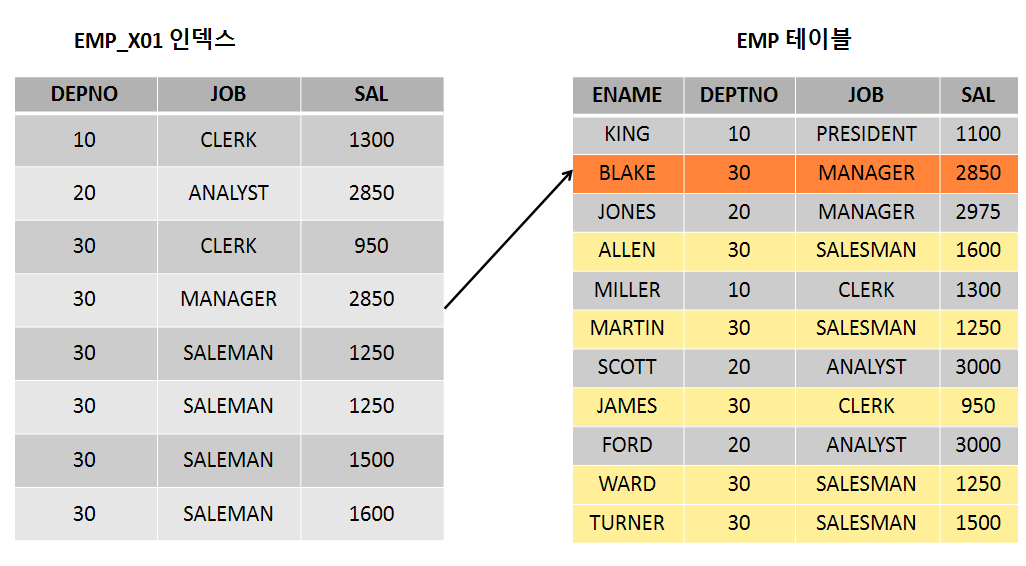 EMP_X01 인덱스
DEPNO JOB SAL
10 CLERK 1300
20 ANALYST 2850
30 CLERK 950
30 MANAGER 2850
30 SALEMAN 1250
30 SALEMAN 1250
30 SALEMAN 1500
30 SALEMAN 1600
EMP 테이블
ENAME DEPTNO JOB SAL
KING 10 PRESIDENT 1100
BLAKE 30 MANAGER 2850
JONES 20 MANAGER 2975
ALLEN 30 SALESMAN 1600
MILLER 10 CLERK 1300
MARTIN 30 SALESMAN 1250
SCOTT 20 ANALYST 3000
JAMES 30 CLERK 950
FORD 20 ANALYST 3000
WARD 30 SALESMAN 1250
TURNER 30 SALESMAN 1500